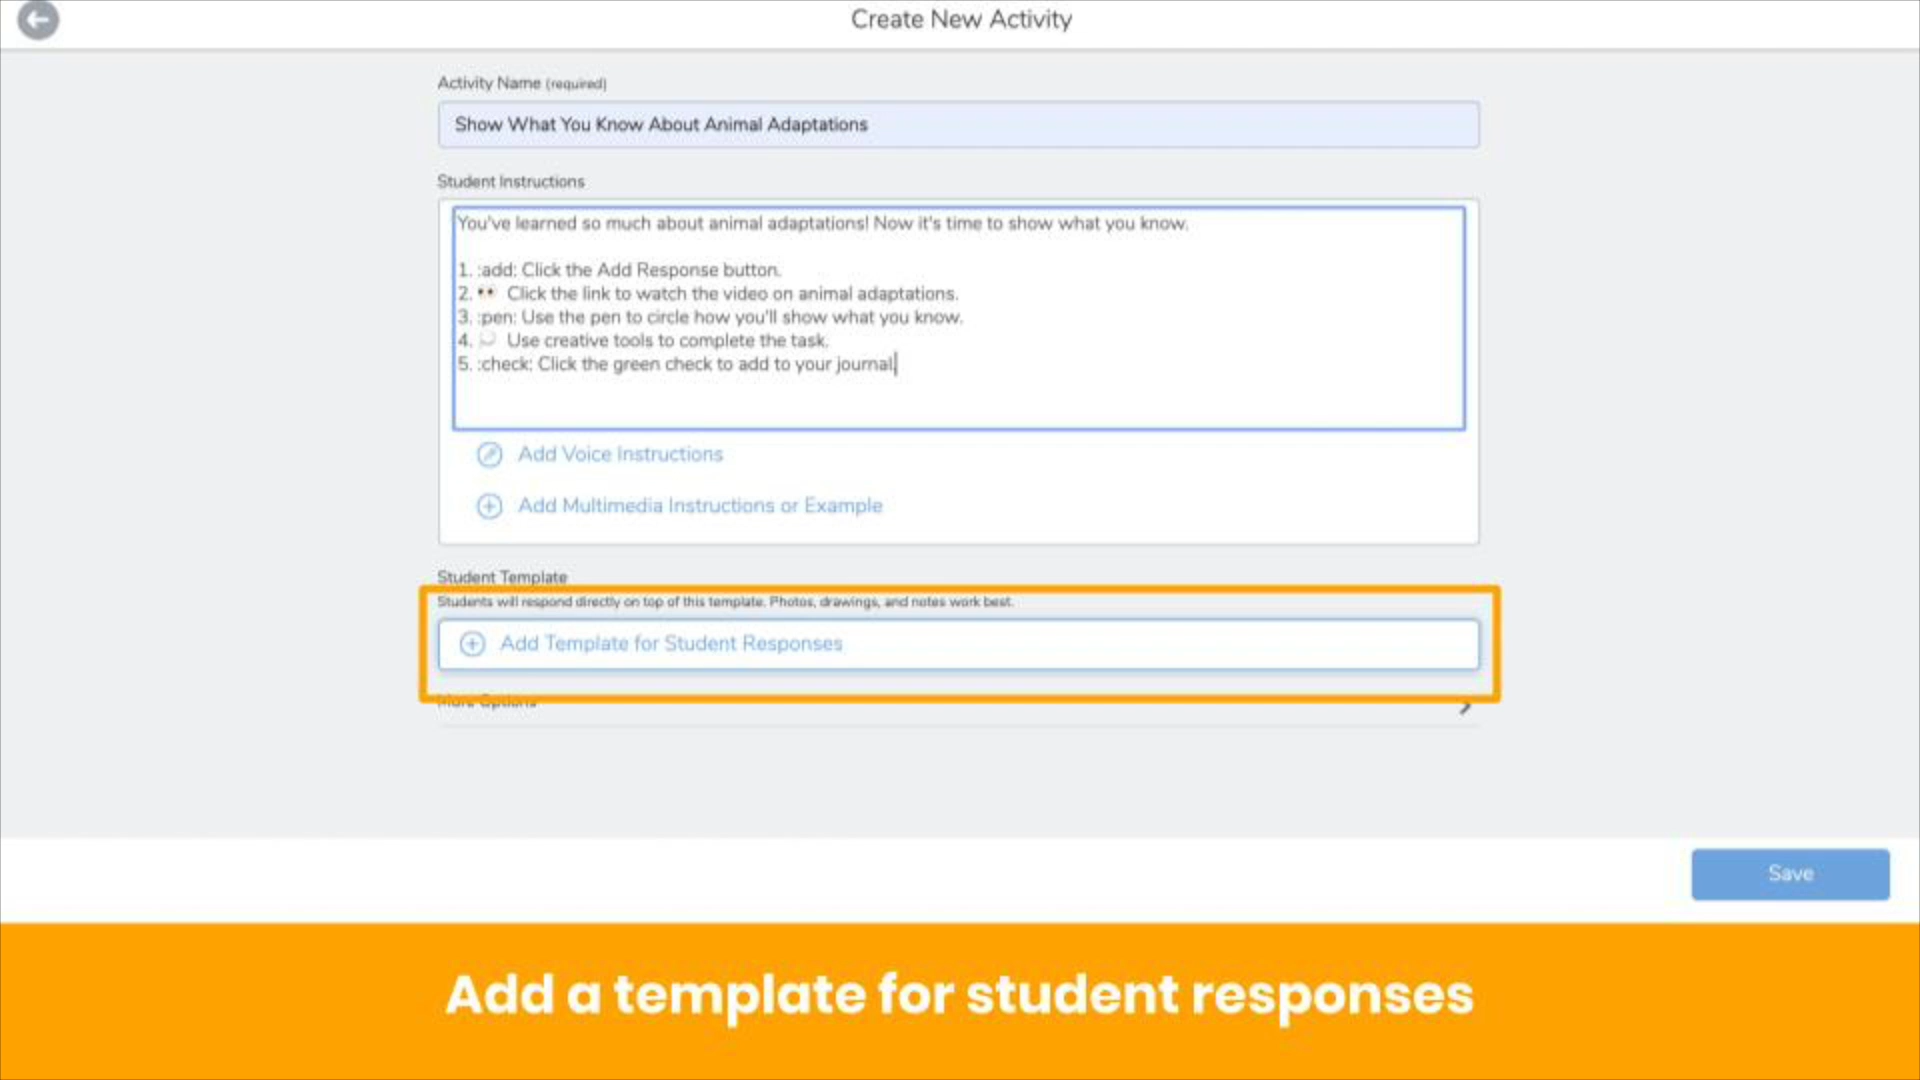 Create New Activity
Activity Name (required)
Show What You Know About Animal Adaptations
Student Instructions
You've learned so much about animal adaptations! Now it's time to show what you know.
1. :add: Click the Add Response button.
2. 👀 Click the link to watch the video on animal adaptations.
3. :pen: Use the pen to circle how you'll show what you know.
4. 💭 Use creative tools to complete the task.
5. :check: Click the green check to add to your journal.
Add Voice Instructions
Add Multimedia Instructions or Example
Student Template
Students will respond directly on top of this template. Photos, drawings, and notes work best.
Add Template for Student Responses
More Options
Save
Add a template for student responses